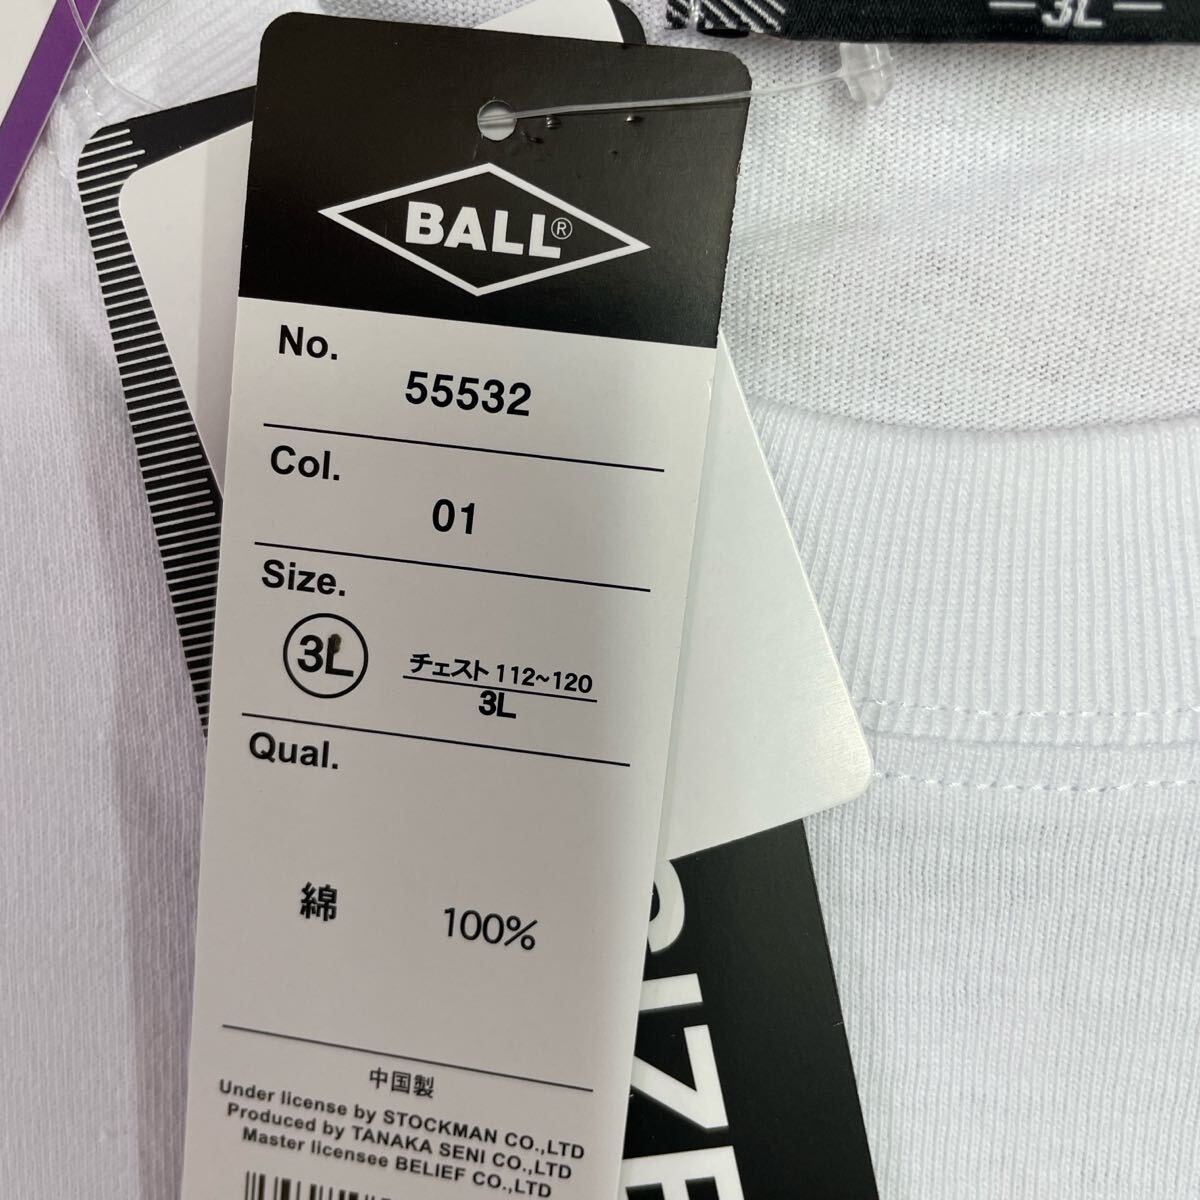 3L
BALL®
No.
55532
Col.
01
Size.
3L チェスト 112~120
3L
Qual.
綿 100%
中国製
Under license by STOCKMAN CO.,LTD
Produced by TANAKA SENI CO.,LTD
Master licensee BELIEF CO.,LTD
SIZE